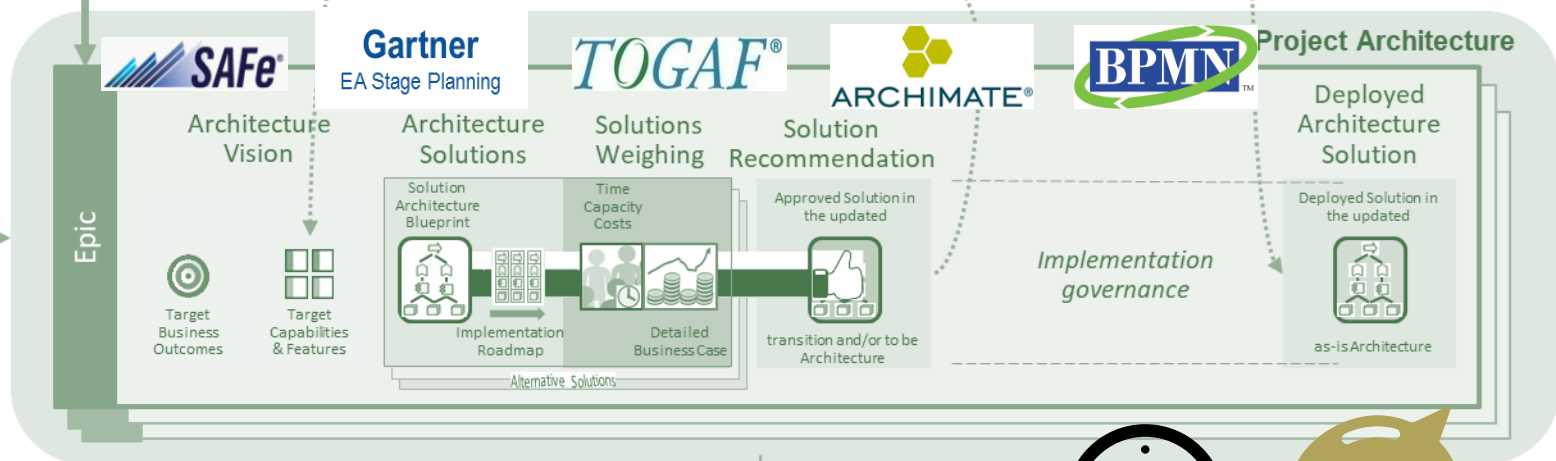 SAFe®
Gartner
EA Stage Planning
TOGAF®
ARCHIMATE®
BPMN™
Project Architecture
Epic
Architecture
Vision
Target
Business
Outcomes
Target
Capabilities
& Features
Architecture
Solutions
Solution
Architecture
Blueprint
Implementation
Roadmap
Solutions
Weighing
Time
Capacity
Costs
Detailed
Business Case
Alternative Solutions
Solution
Recommendation
Approved Solution in
the updated
transition and/or to be
Architecture
Implementation
governance
Deployed
Architecture
Solution
Deployed Solution in
the updated
as-is Architecture